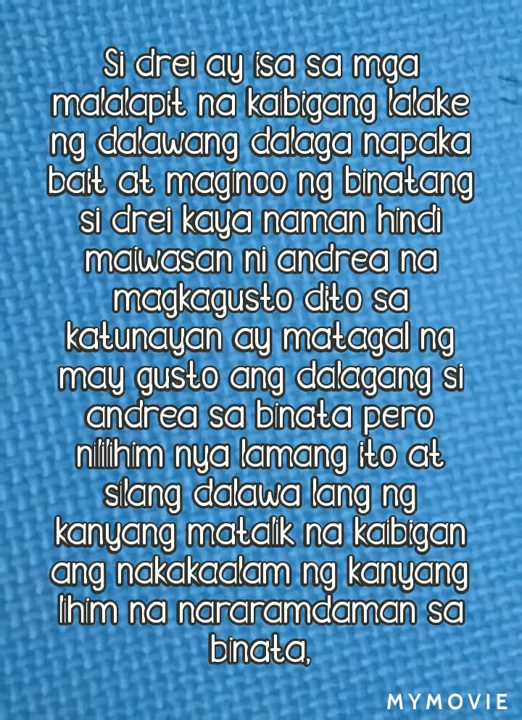 Si drei ay isa sa mga
malalapit na kaibigang lalake
ng dalawang dalaga napaka
bait at maginoo ng binatang
si drei kaya naman hindi
maiwasan ni andrea na
magkagusto dito sa
katunayan ay matagal ng
may gusto ang dalagang si
andrea sa binata pero
nililihim nya lamang ito at
silang dalawa lang ng
kanyang matalik na kaibigan
ang nakakaalam ng kanyang
lihim na nararamdaman sa
binata,
MYMOVIE